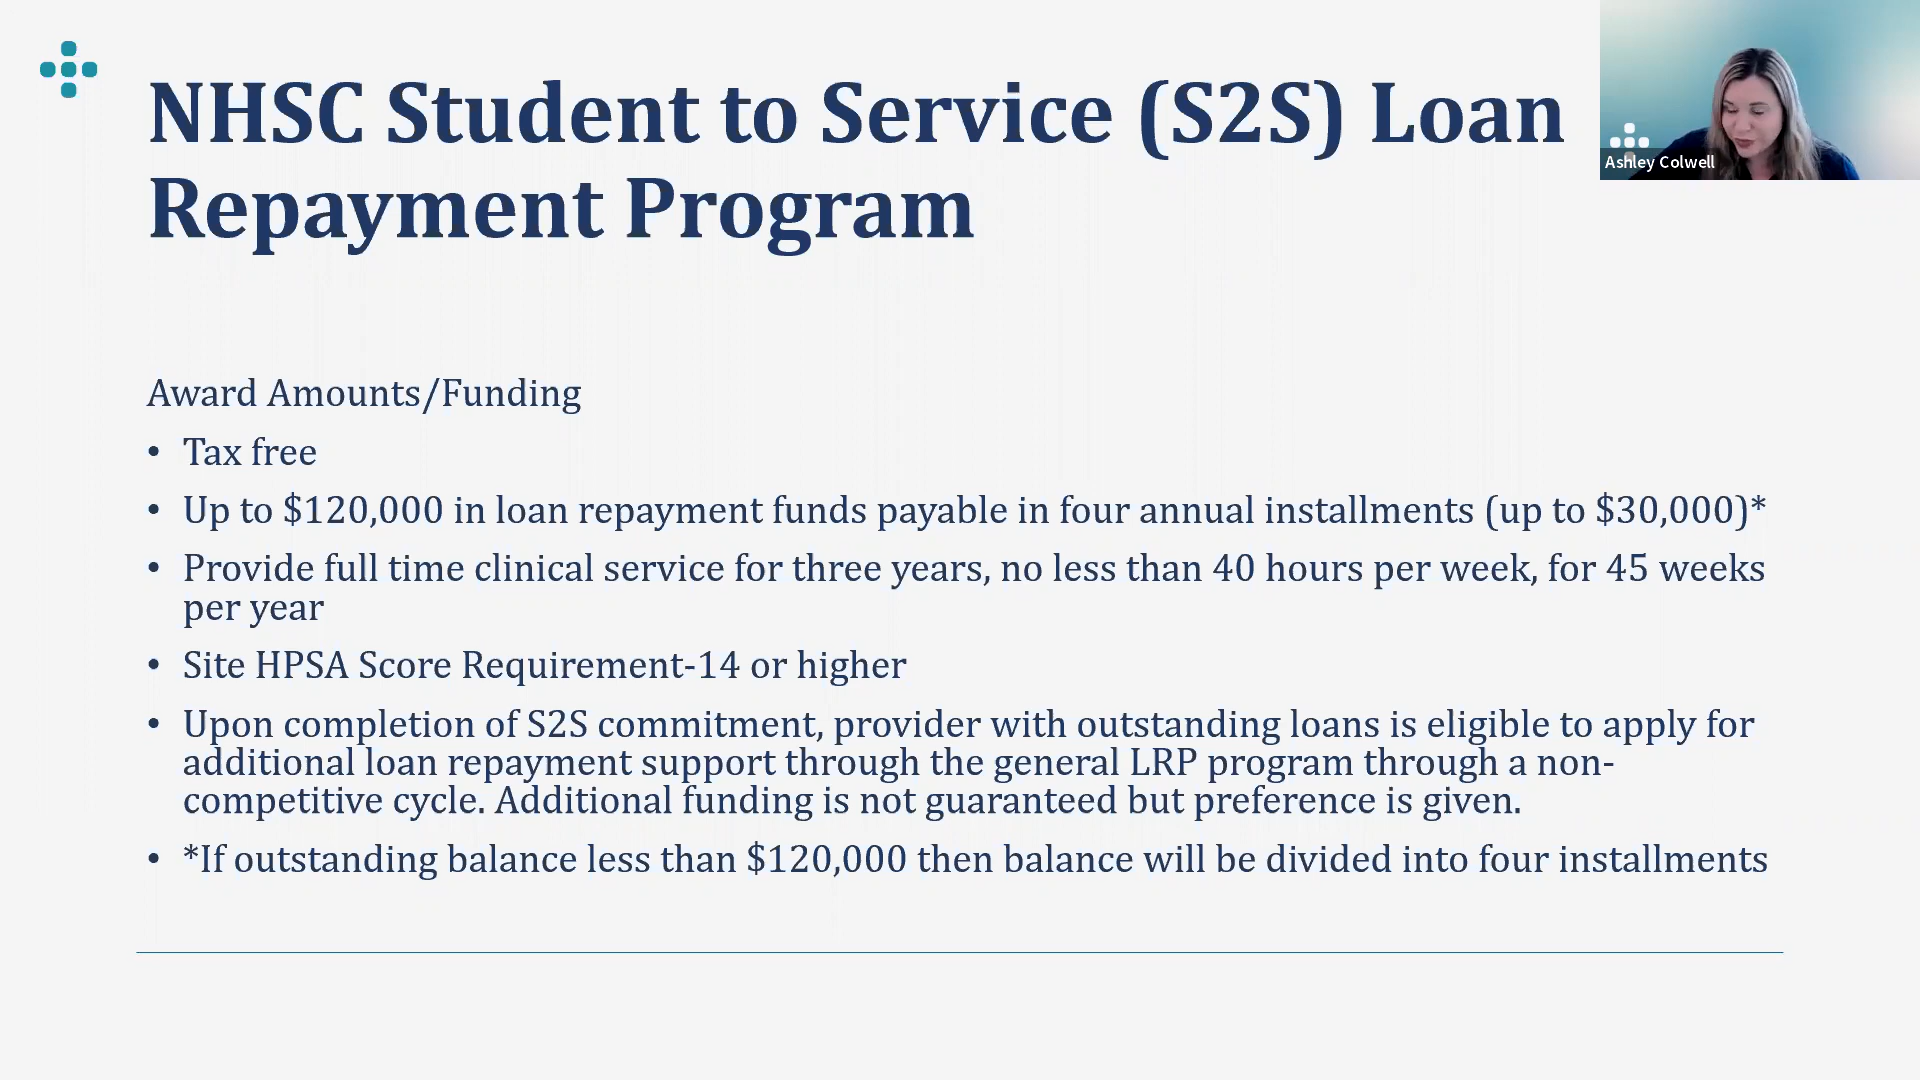 NHSC Student to Service (S2S) Loan
Repayment Program
Ashley Colwell
Award Amounts/Funding
• Tax free
• Up to $120,000 in loan repayment funds payable in four annual installments (up to $30,000)*
• Provide full time clinical service for three years, no less than 40 hours per week, for 45 weeks
per year
• Site HPSA Score Requirement-14 or higher
• Upon completion of S2S commitment, provider with outstanding loans is eligible to apply for
additional loan repayment support through the general LRP program through a non-
competitive cycle. Additional funding is not guaranteed but preference is given.
• *If outstanding balance less than $120,000 then balance will be divided into four installments